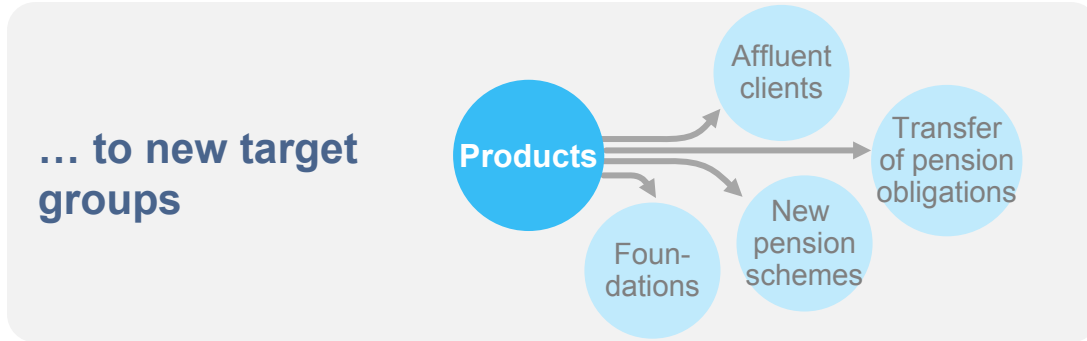 … to new target
groups
Products
Affluent
clients
Transfer
of pension
obligations
New
pension
schemes
Foun-
dations